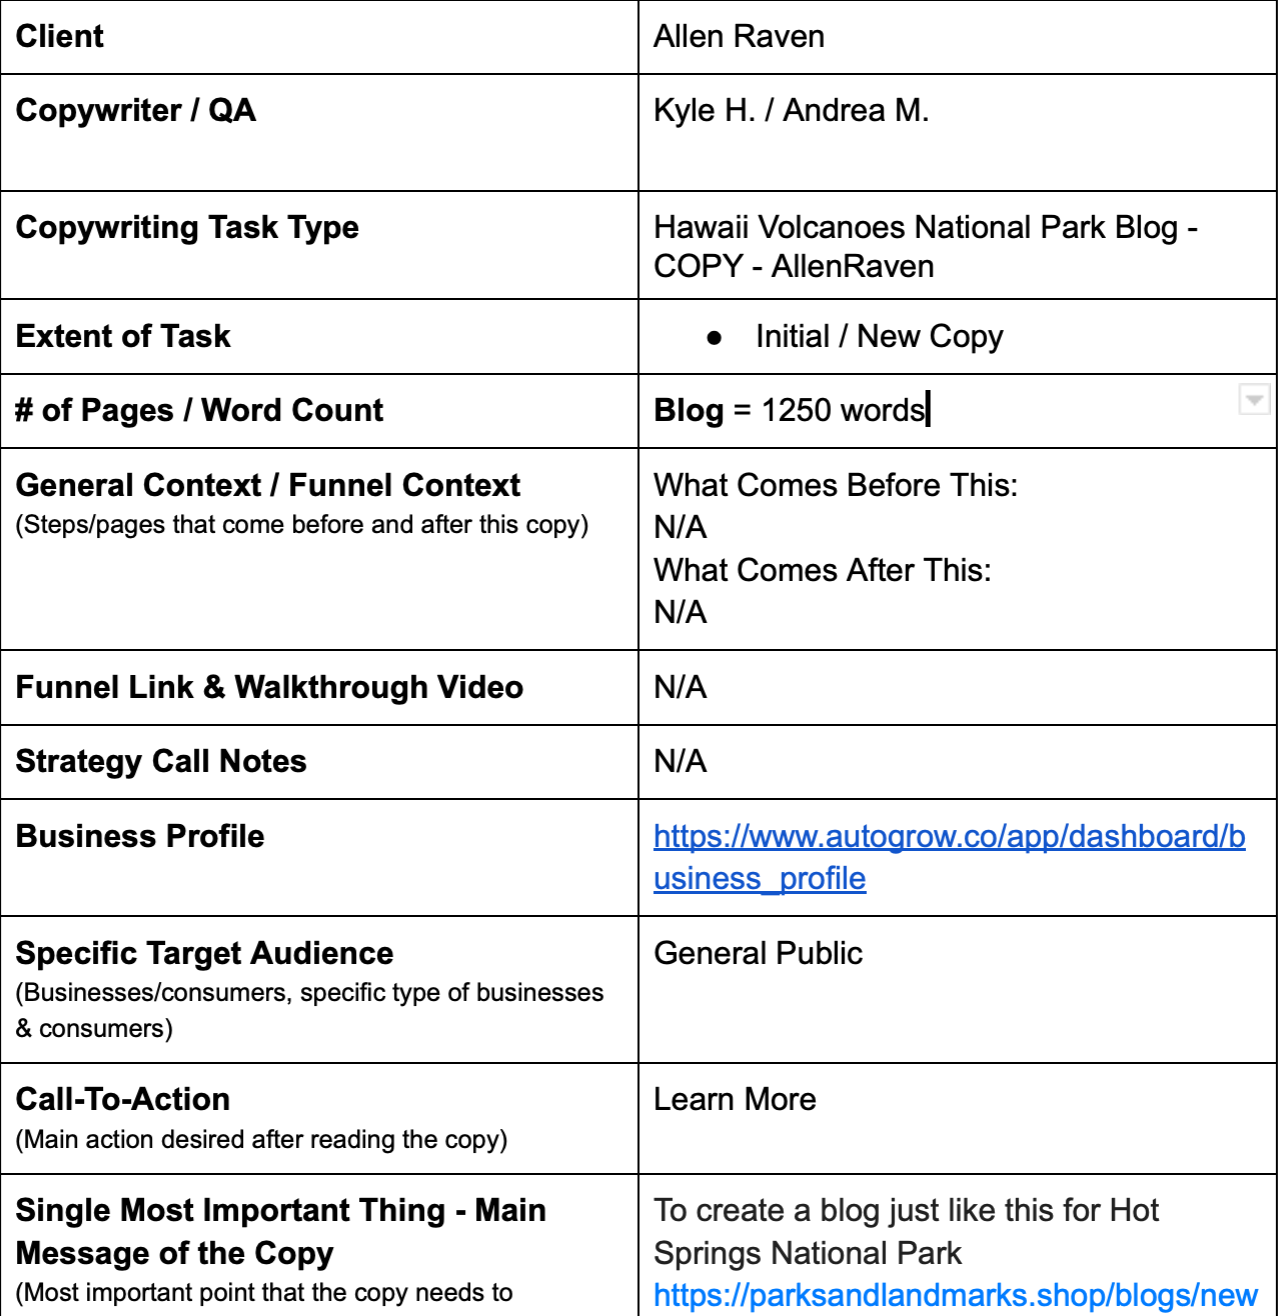 Client
Allen Raven
Copywriter / QA
Kyle H. / Andrea M.
Copywriting Task Type
Hawaii Volcanoes National Park Blog -
COPY - AllenRaven
Extent of Task
● Initial / New Copy
# of Pages / Word Count
Blog = 1250 words
General Context / Funnel Context
(Steps/pages that come before and after this copy)
What Comes Before This:
N/A
What Comes After This:
N/A
Funnel Link & Walkthrough Video
N/A
Strategy Call Notes
N/A
Business Profile
https://www.autogrow.co/app/dashboard/b
usiness_profile
Specific Target Audience
(Businesses/consumers, specific type of businesses
& consumers)
General Public
Call-To-Action
(Main action desired after reading the copy)
Learn More
Single Most Important Thing - Main
Message of the Copy
(Most important point that the copy needs to
To create a blog just like this for Hot
Springs National Park
https://parksandlandmarks.shop/blogs/new